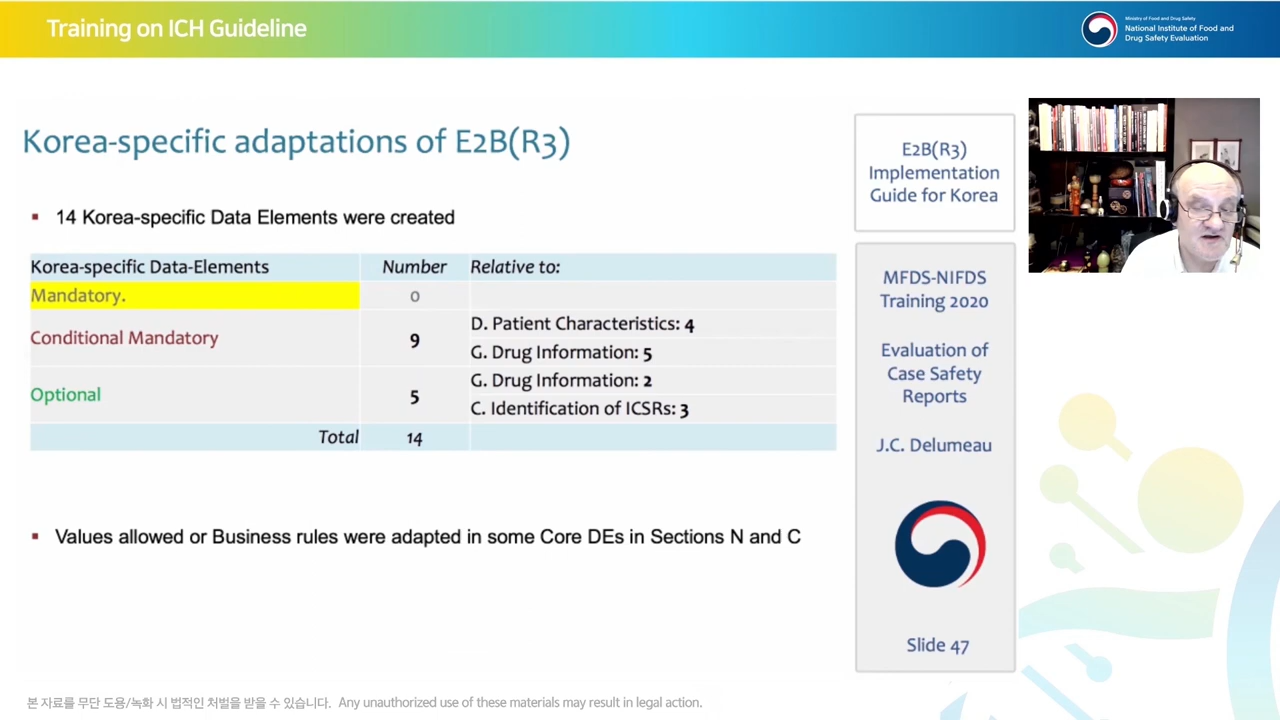 Training on ICH Guideline
Ministry of Food and Drug Safety
National Institute of Food and
Drug Safety Evaluation
Korea-specific adaptations of E2B(R3)
14 Korea-specific Data Elements were created
Korea-specific Data-Elements Number Relative to:
Mandatory. 0
Conditional Mandatory 9 D. Patient Characteristics: 4
G. Drug Information: 5
Optional 5 G. Drug Information: 2
C. Identification of ICSRs: 3
Total 14
Values allowed or Business rules were adapted in some Core DEs in Sections N and C
E2B(R3)
Implementation
Guide for Korea
MFDS-NIFDS
Training 2020
Evaluation of
Case Safety
Reports
J.C. Delumeau
Slide 47
본 자료를 무단 도용/녹화 시 법적인 처벌을 받을 수 있습니다. Any unauthorized use of these materials may result in legal action.